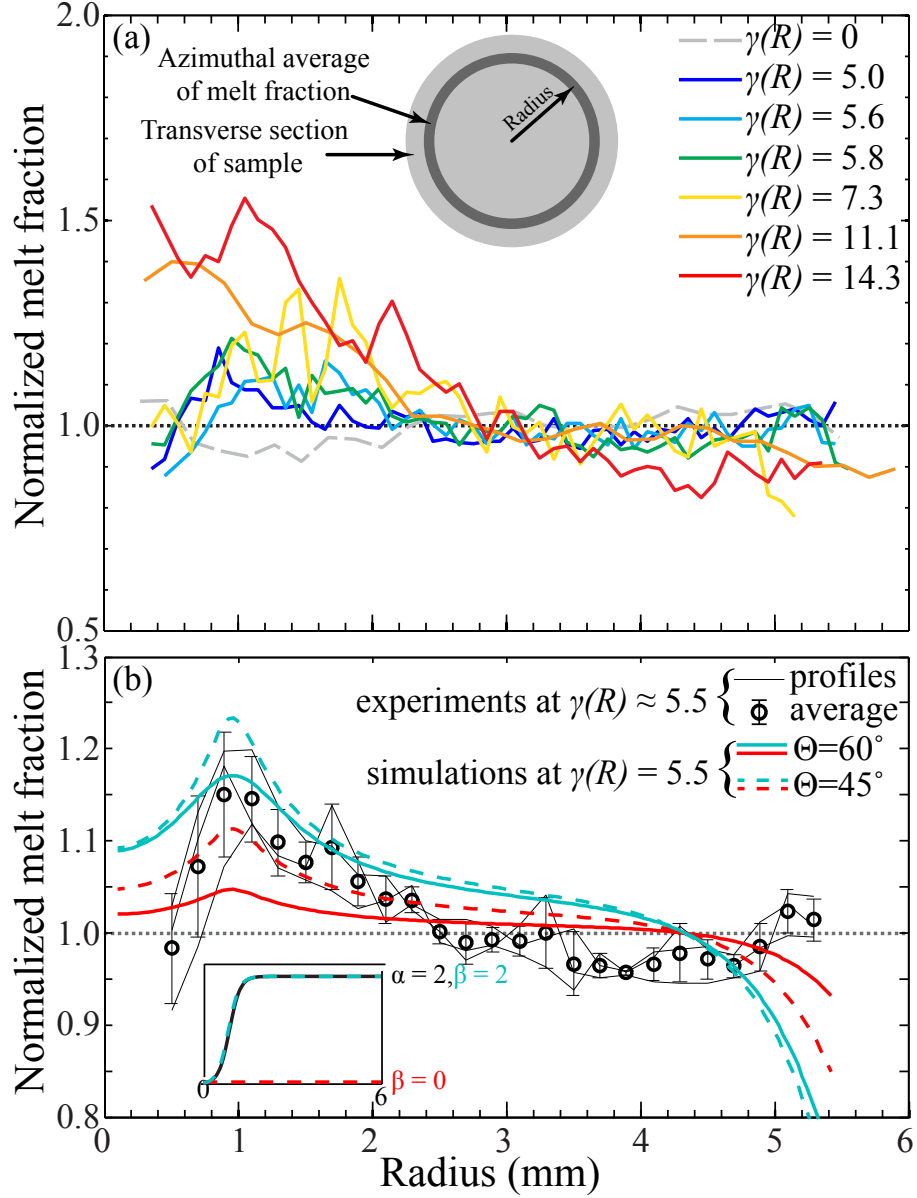 (a)
Azimuthal average
of melt fraction
Transverse section
of sample
Radius
γ(R) = 0
γ(R) = 5.0
γ(R) = 5.6
γ(R) = 5.8
γ(R) = 7.3
γ(R) = 11.1
γ(R) = 14.3
2.0
1.5
1.0
0.5
Normalized melt fraction
(b)
experiments at γ(R) ≈ 5.5 { profiles
average
simulations at γ(R) = 5.5 { Θ=60°
Θ=45°
1.3
1.2
1.1
1.0
0.9
0.8
Normalized melt fraction
α = 2, β = 2
β = 0
0 6
0 1 2 3 4 5 6
Radius (mm)